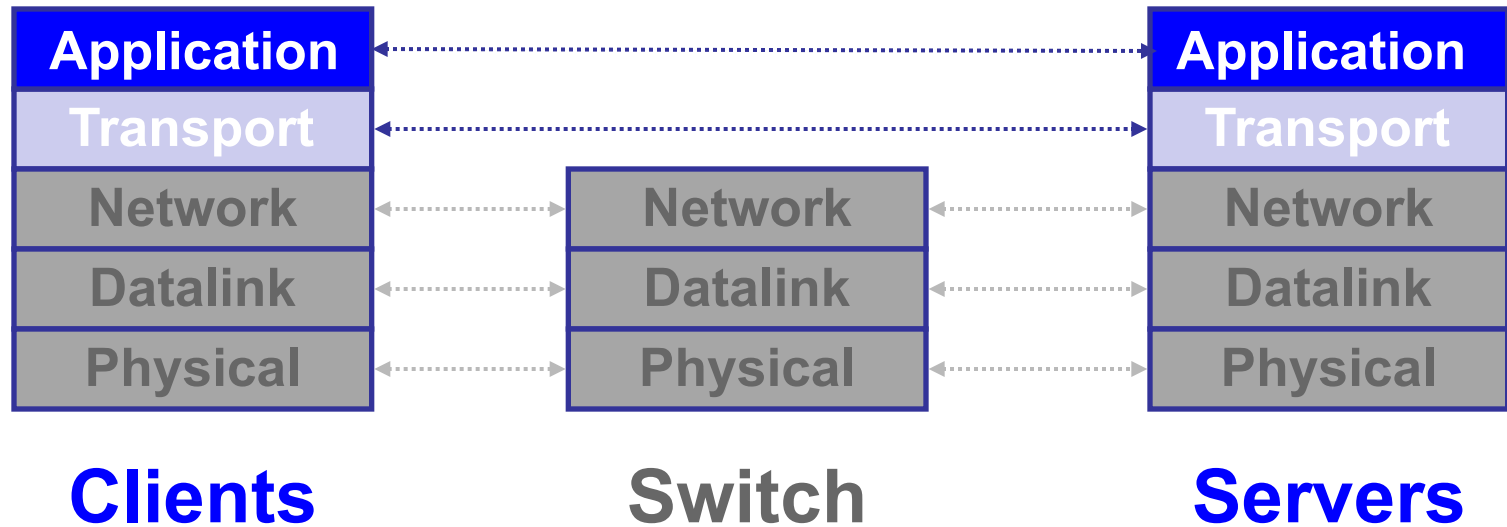 Application
Application
Transport
Transport
Network
Network
Network
Datalink
Datalink
Datalink
Physical
Physical
Physical
Clients
Switch
Servers